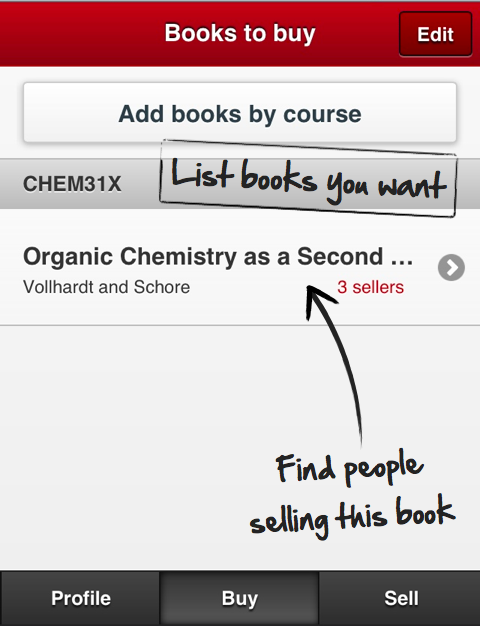 Books to buy
Edit
Add books by course
List books you want
CHEM31X
Organic Chemistry as a Second ...
Vollhardt and Schore
3 sellers
Find people
selling this book
Profile
Buy
Sell